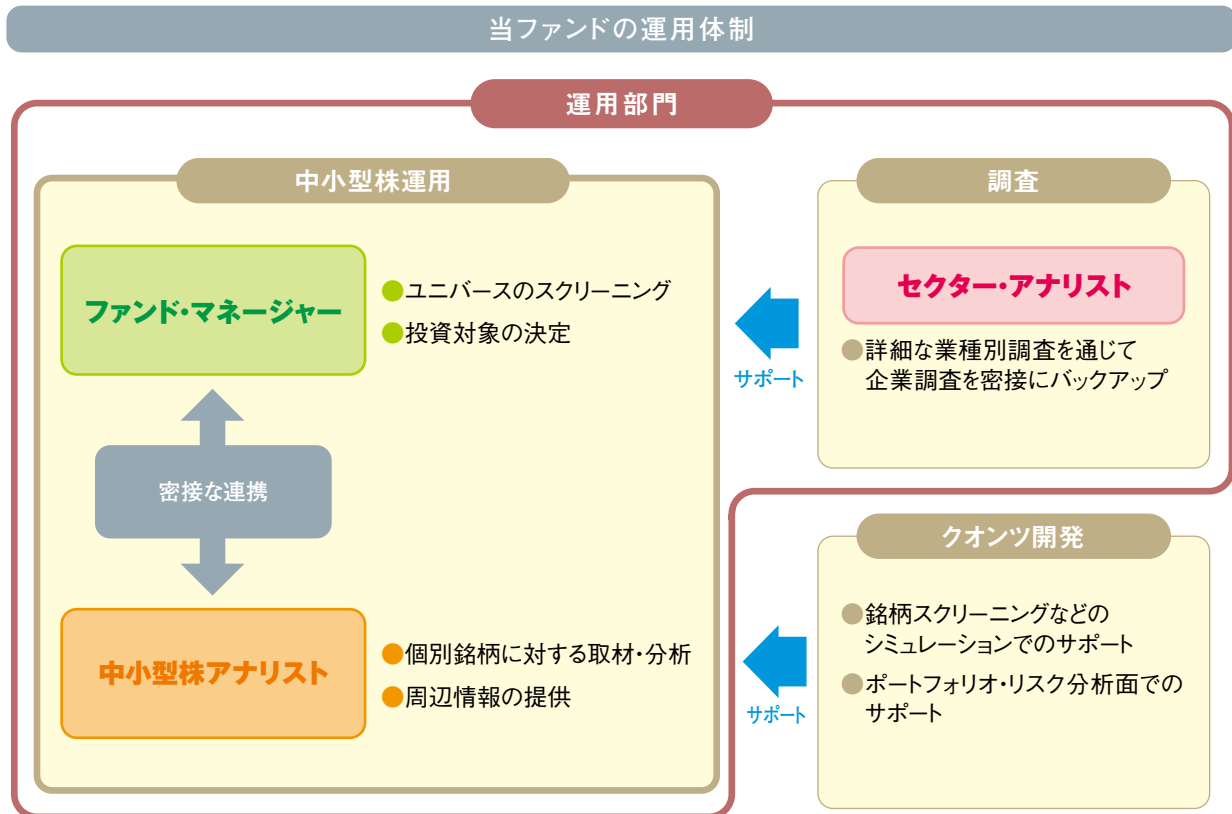 当ファンドの運用体制
運用部門
中小型株運用
ファンド・マネージャー
●ユニバースのスクリーニング
●投資対象の決定
密接な連携
中小型株アナリスト
●個別銘柄に対する取材・分析
●周辺情報の提供
サポート
調査
セクター・アナリスト
●詳細な業種別調査を通じて
企業調査を密接にバックアップ
サポート
クオンツ開発
●銘柄スクリーニングなどの
シミュレーションでのサポート
●ポートフォリオ・リスク分析面での
サポート